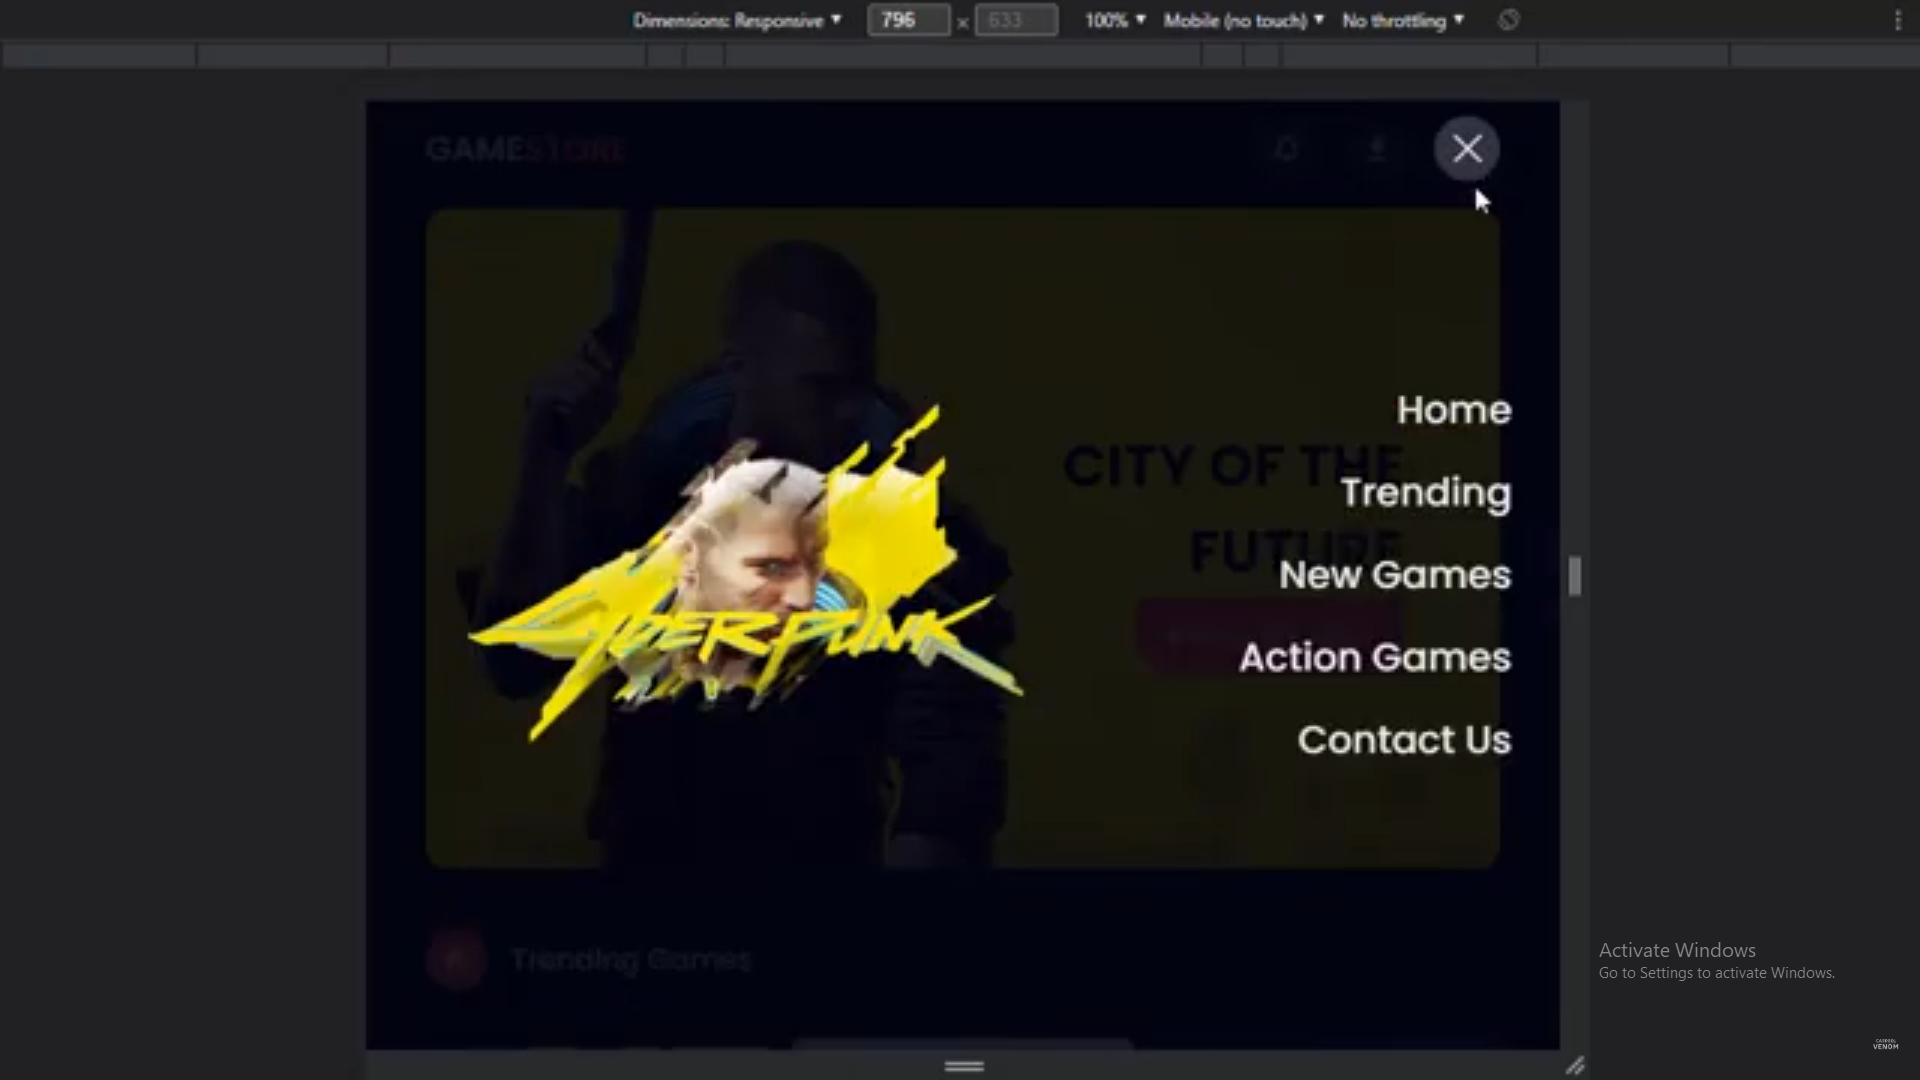 Dimensions: Responsive 796 × 633 100% Mobile (no touch) No throttling
GAMESTORE
CITY OF THE
FUTURE
CYBERPUNK
Home
Trending
New Games
Action Games
Contact Us
Trending Games
Activate Windows
Go to Settings to activate Windows.
VENOM